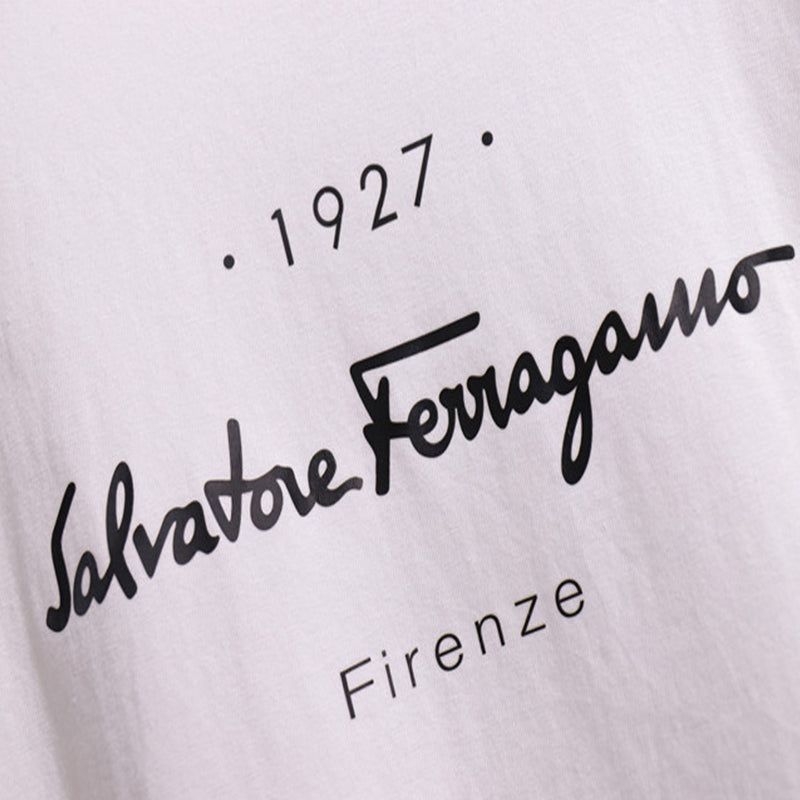 · 1927 ·
Salvatore Ferragamo
Firenze